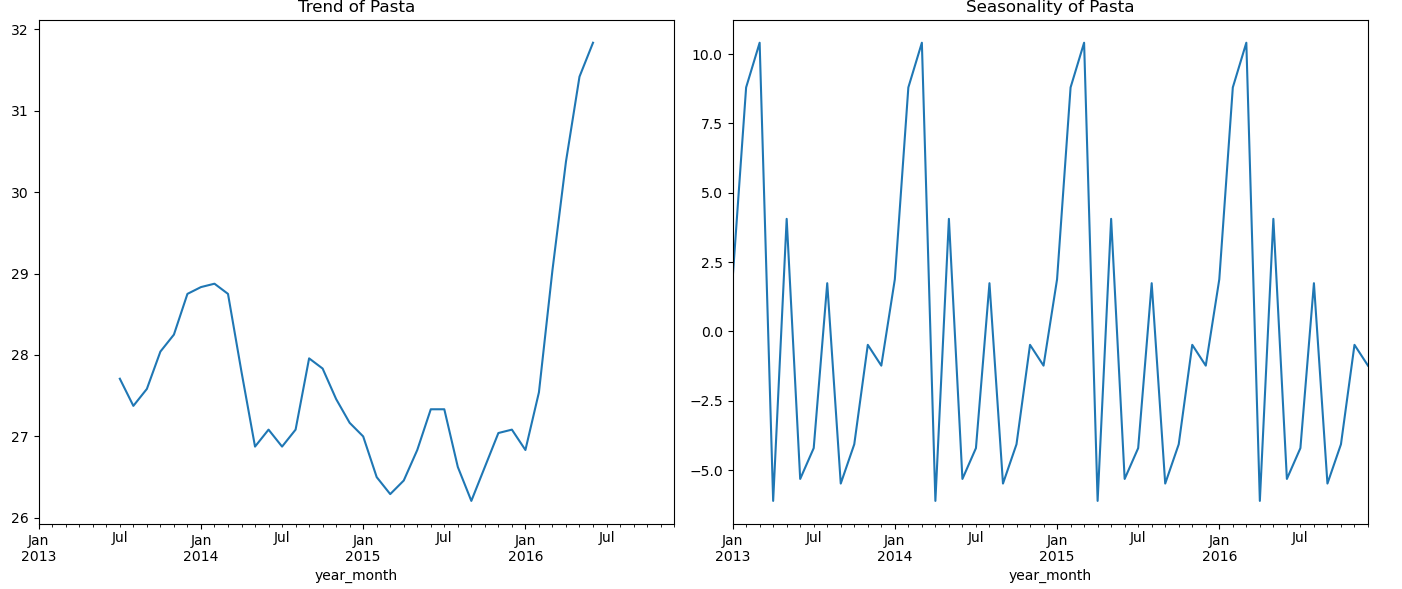 Trend of Pasta
32
31
30
29
28
27
26
Jan Jul Jan Jul Jan Jul Jan Jul
2013 2014 2015 2016
year_month
Seasonality of Pasta
10.0
7.5
5.0
2.5
0.0
−2.5
−5.0
Jan Jul Jan Jul Jan Jul Jan Jul
2013 2014 2015 2016
year_month